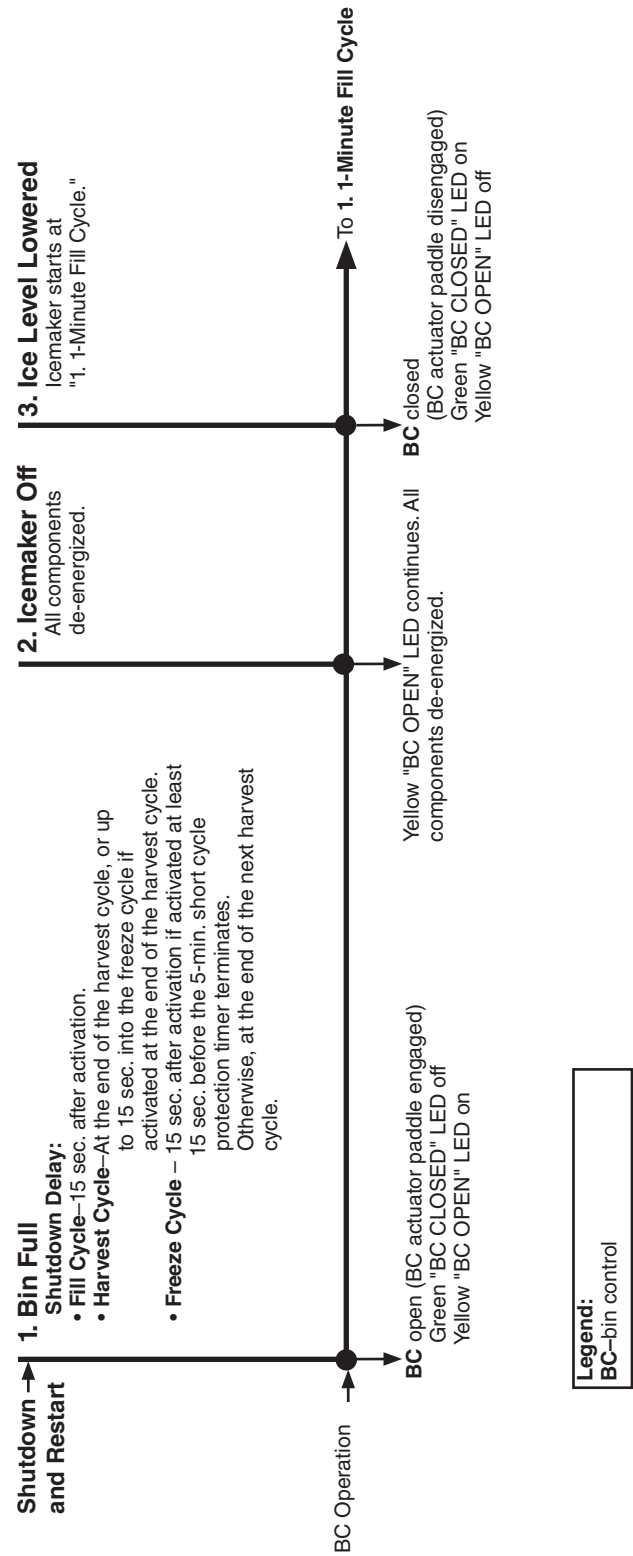 Shutdown
and Restart
1. Bin Full
Shutdown Delay:
• Fill Cycle–15 sec. after activation.
• Harvest Cycle–At the end of the harvest cycle, or up
to 15 sec. into the freeze cycle if
activated at the end of the harvest cycle.
• Freeze Cycle – 15 sec. after activation if activated at least
15 sec. before the 5-min. short cycle
protection timer terminates.
Otherwise, at the end of the next harvest
cycle.
2. Icemaker Off
All components
de-energized.
3. Ice Level Lowered
Icemaker starts at
"1. 1-Minute Fill Cycle."
BC Operation
To 1. 1-Minute Fill Cycle
BC open (BC actuator paddle engaged)
Green "BC CLOSED" LED off
Yellow "BC OPEN" LED on
Yellow "BC OPEN" LED continues. All
components de-energized.
BC closed
(BC actuator paddle disengaged)
Green "BC CLOSED" LED on
Yellow "BC OPEN" LED off
Legend:
BC–bin control